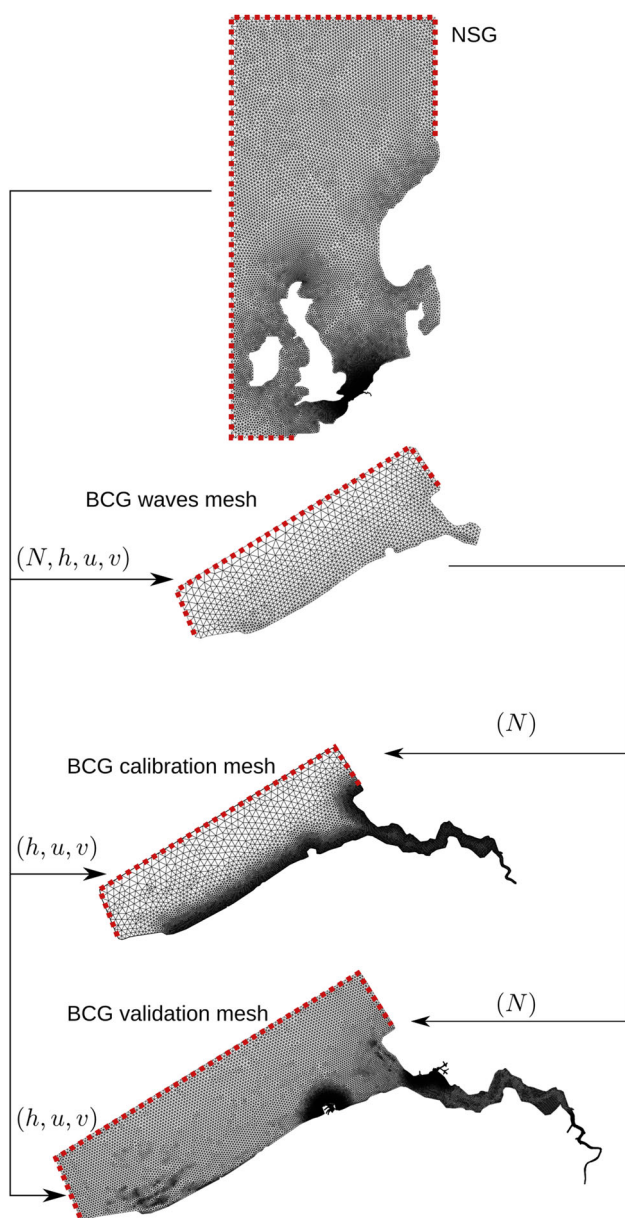 NSG
BCG waves mesh
(N, h, u, v)
(N)
BCG calibration mesh
(h, u, v)
BCG validation mesh
(N)
(h, u, v)